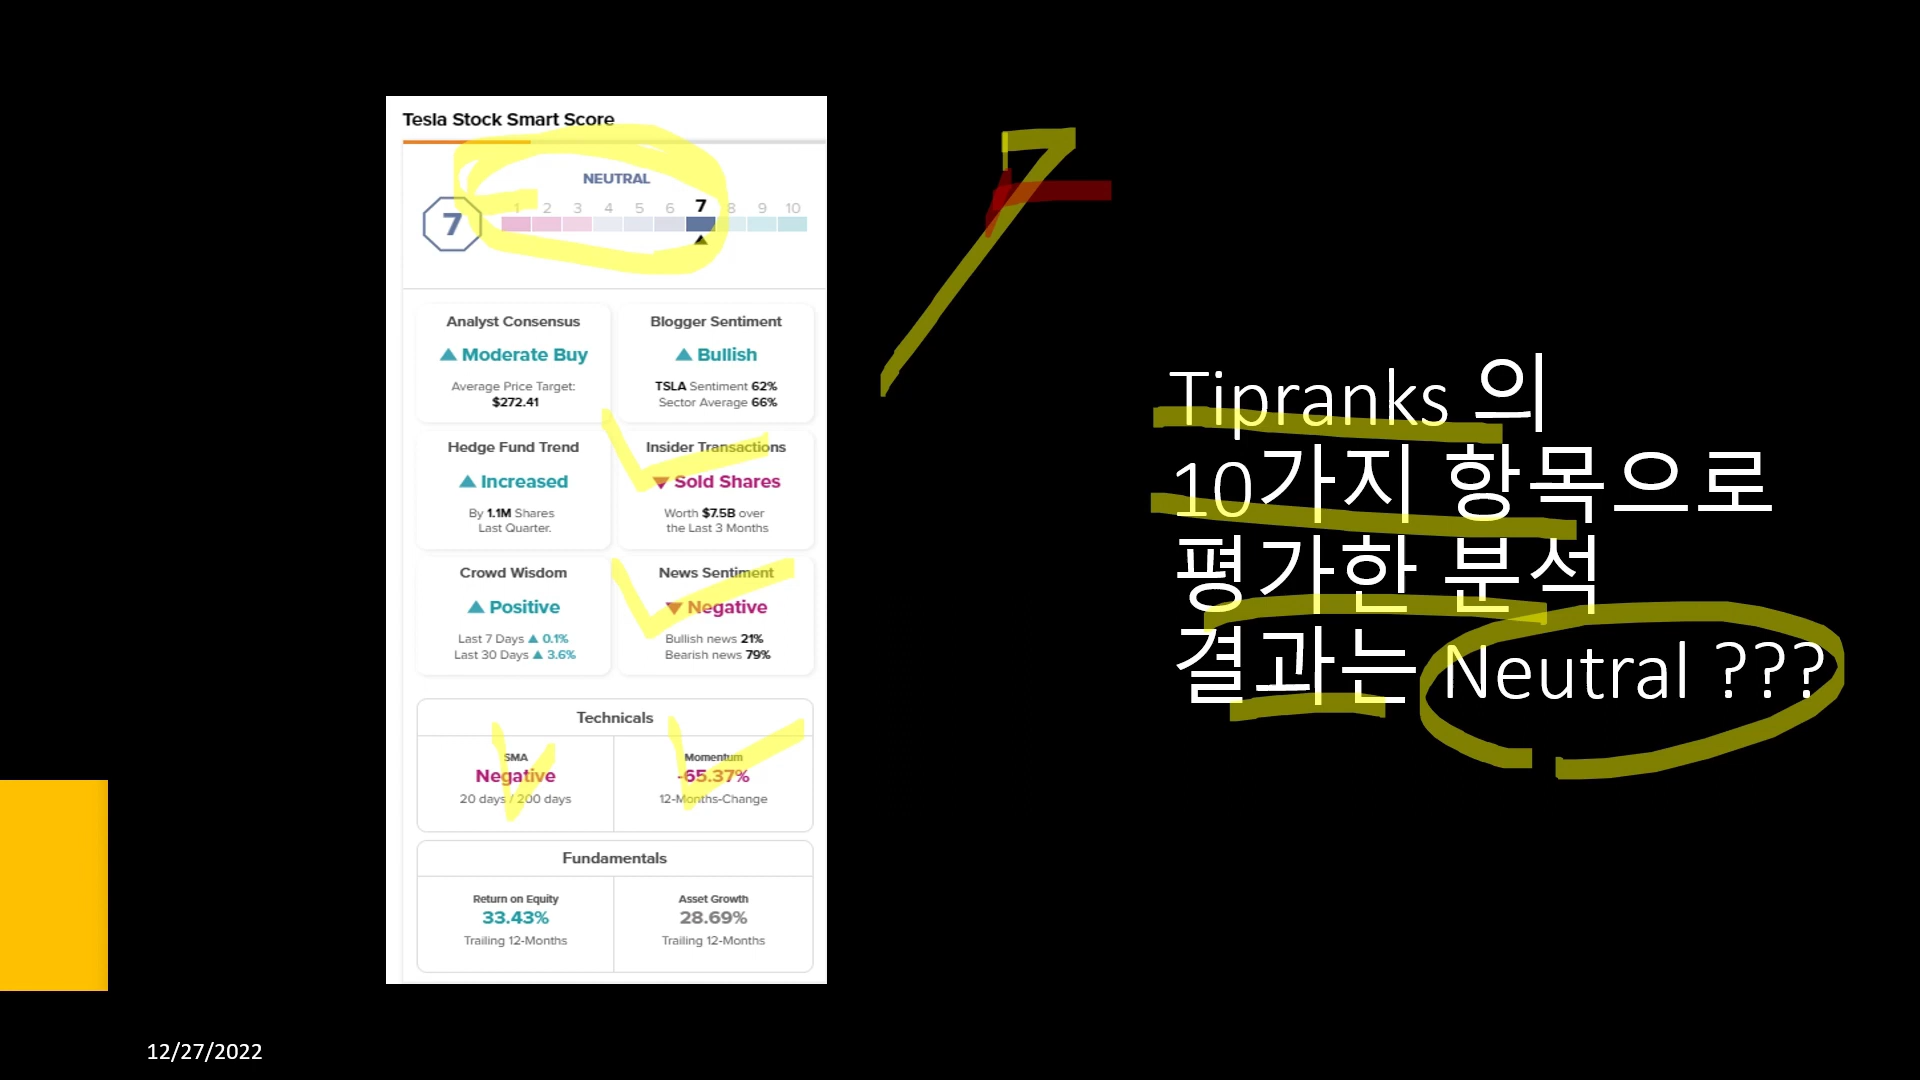 Tesla Stock Smart Score
NEUTRAL
7
1 2 3 4 5 6 7 8 9 10
Analyst Consensus
▲ Moderate Buy
Average Price Target:
$272.41
Blogger Sentiment
▲ Bullish
TSLA Sentiment 62%
Sector Average 66%
Hedge Fund Trend
▲ Increased
By 1.1M Shares
Last Quarter.
Insider Transactions
▼ Sold Shares
Worth $7.5B over
the Last 3 Months
Crowd Wisdom
▲ Positive
Last 7 Days ▲ 0.1%
Last 30 Days ▲ 3.6%
News Sentiment
▼ Negative
Bullish news 21%
Bearish news 79%
Technicals
SMA
Negative
20 days / 200 days
Momentum
-65.37%
12-Months-Change
Fundamentals
Return on Equity
33.43%
Trailing 12-Months
Asset Growth
28.69%
Trailing 12-Months
Tipranks 의
10가지 항목으로
평가한 분석
결과는 Neutral ???
12/27/2022